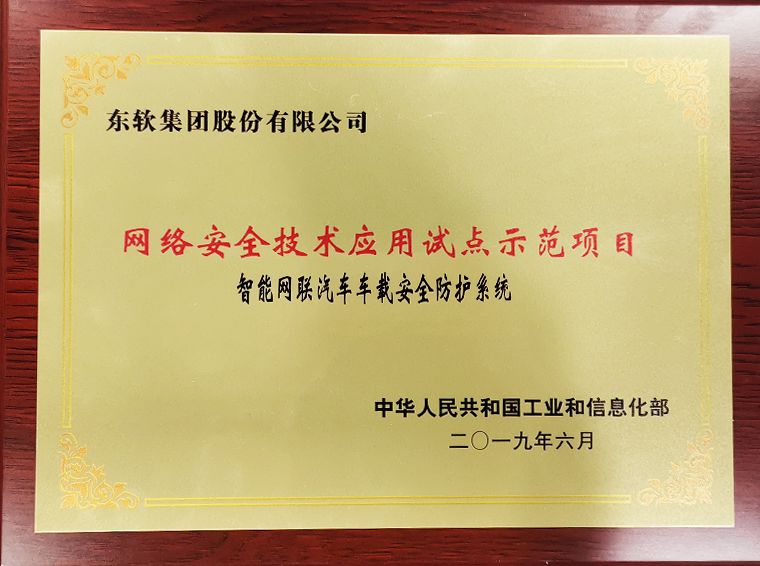 东软集团股份有限公司
网络安全技术应用试点示范项目
智能网联汽车车载安全防护系统
中华人民共和国工业和信息化部
二〇一九年六月